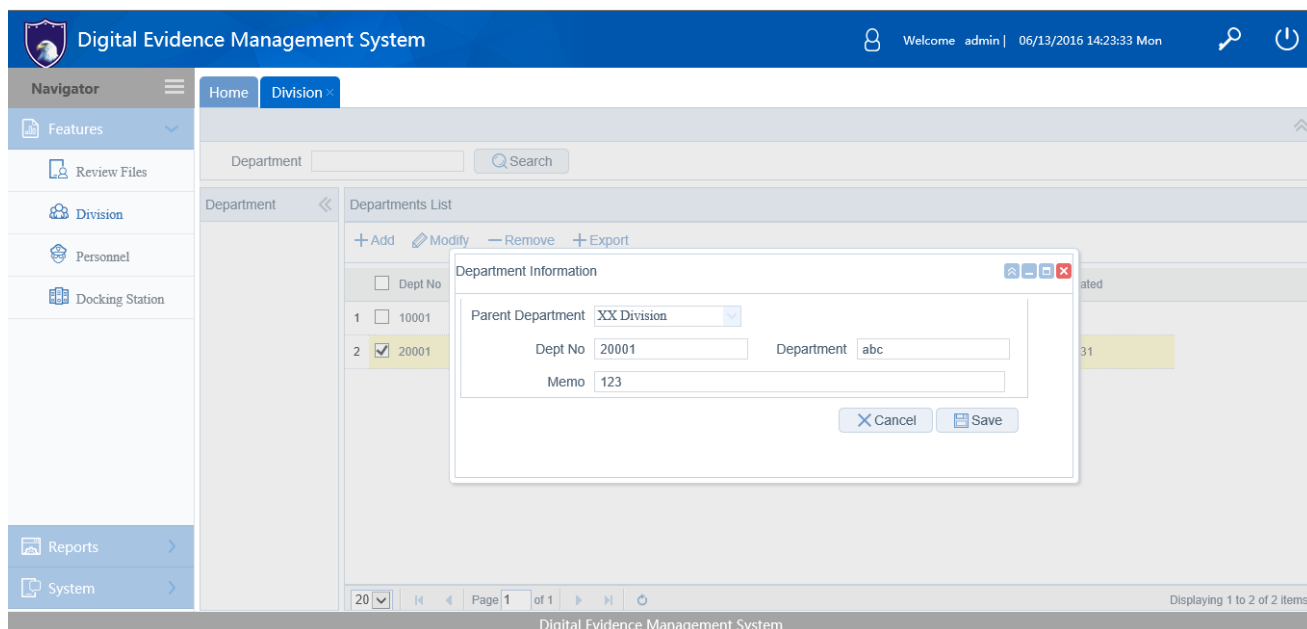 Digital Evidence Management System
Welcome admin | 06/13/2016 14:23:33 Mon
Navigator
Home Division ×
Features
Review Files
Division
Personnel
Docking Station
Department Search
Department
Departments List
Add Modify Remove Export
Dept No
1 10001
2 20001
ated
31
Department Information
Parent Department XX Division
Dept No 20001 Department abc
Memo 123
Cancel Save
Reports
System
20 Page 1 of 1 Displaying 1 to 2 of 2 items
Digital Evidence Management System